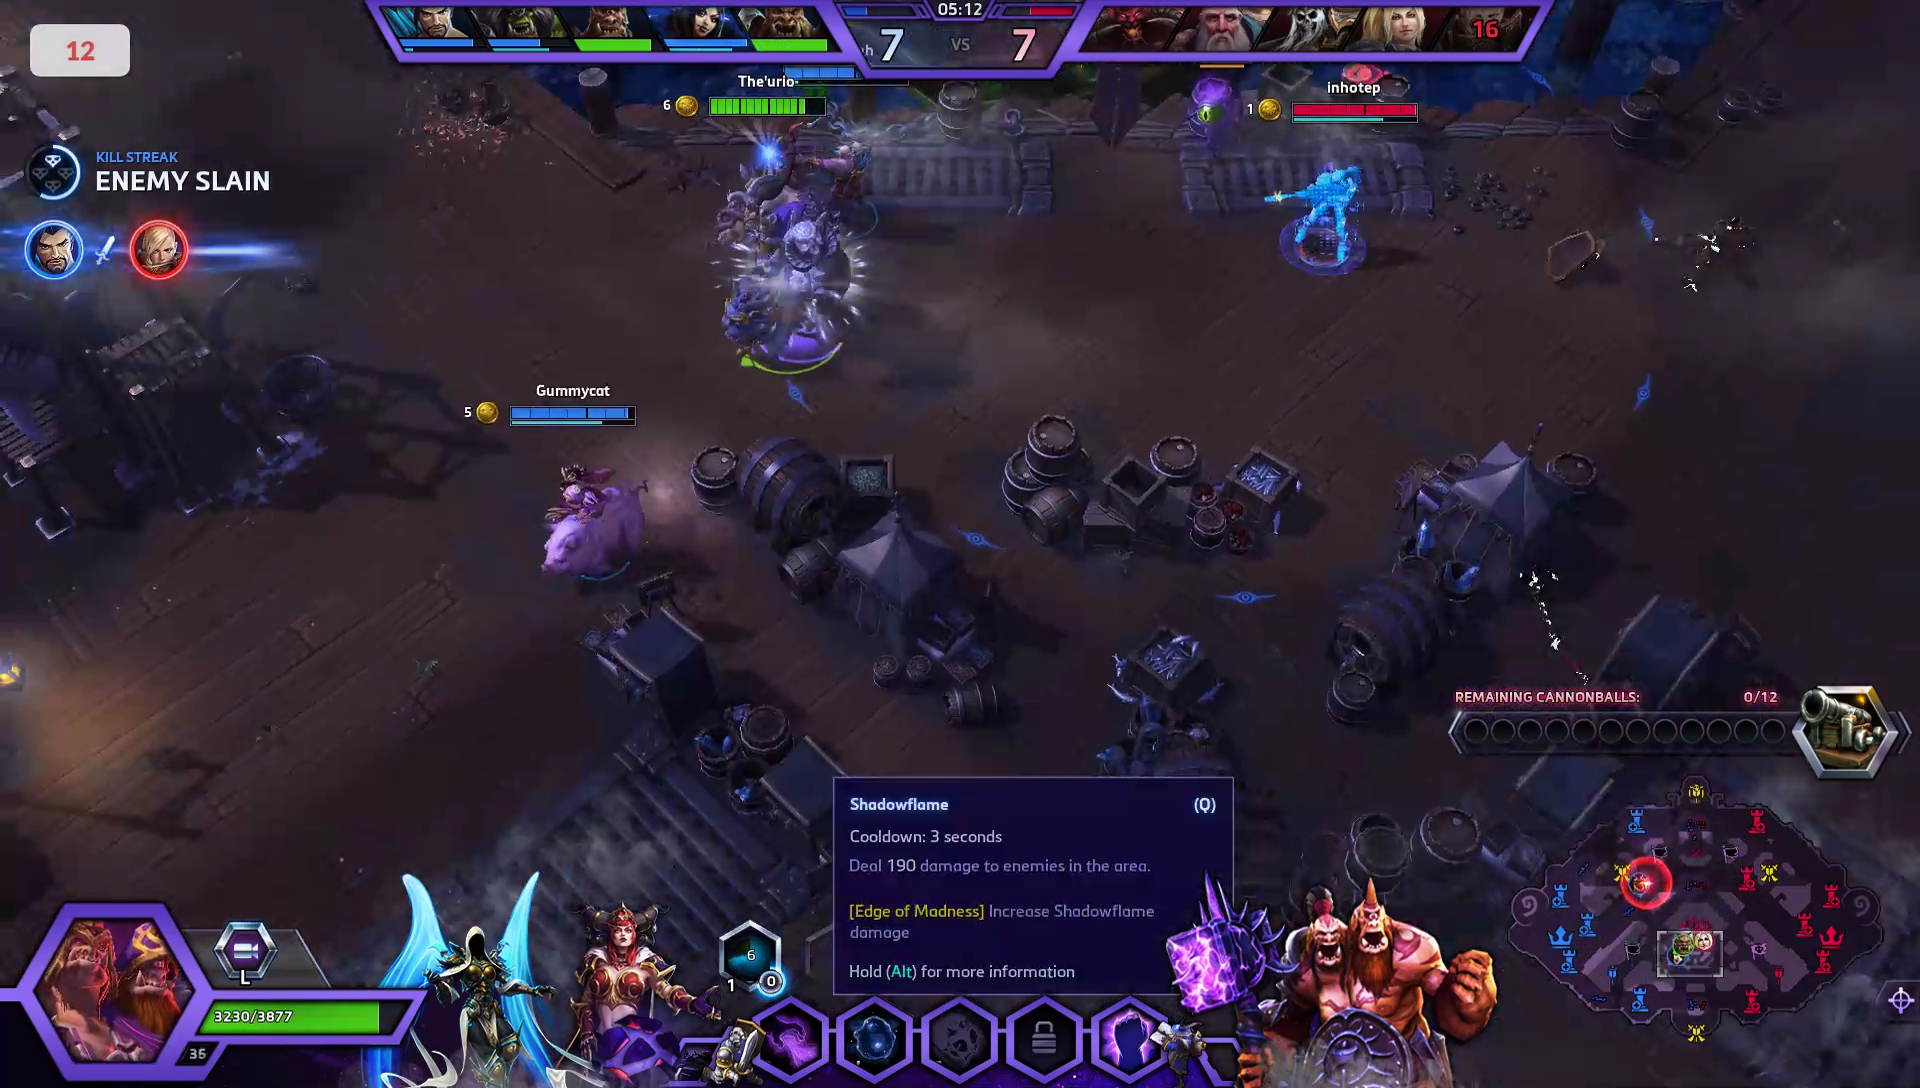 12
05:12
h 7 VS 7
16
The'urio
6
inhotep
1
KILL STREAK
ENEMY SLAIN
Gummycat
5
REMAINING CANNONBALLS: 0/12
Shadowflame (Q)
Cooldown: 3 seconds
Deal 190 damage to enemies in the area.
[Edge of Madness] Increase Shadowflame
damage
Hold (Alt) for more information
L
6
1 0
3230/3877
36